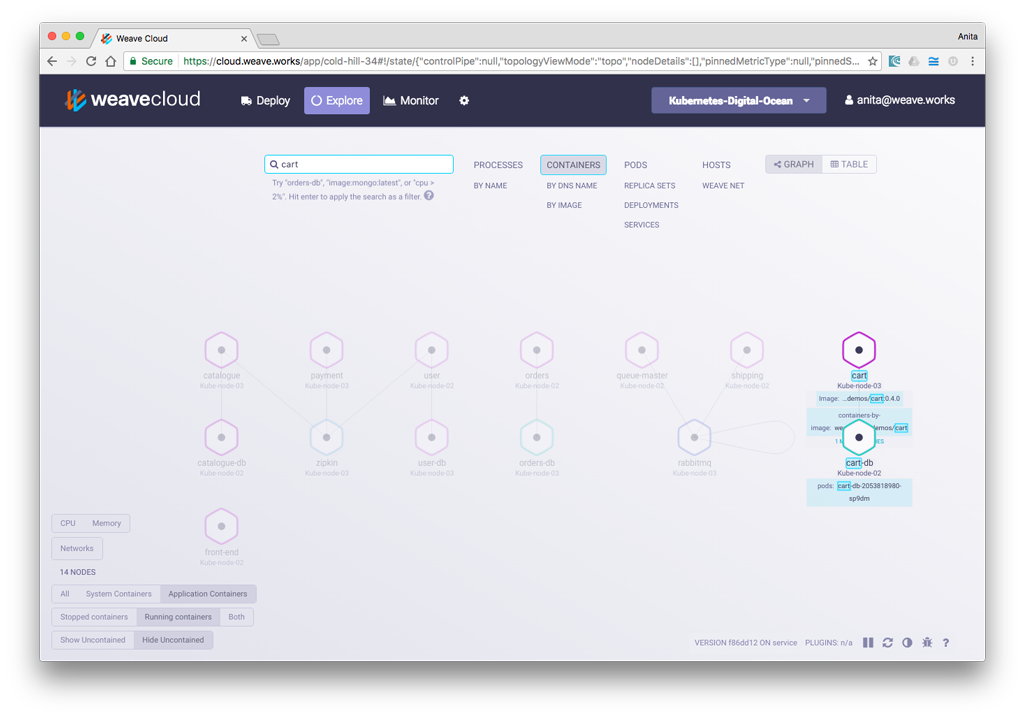 Weave Cloud
Anita
Secure
https://cloud.weave.works/app/cold-hill-34#!/state/{"controlPipe":null,"topologyViewMode":"topo","nodeDetails":[],"pinnedMetricType":null,"pinnedS...
weavecloud
Deploy
Explore
Monitor
Kubernetes-Digital-Ocean
anita@weave.works
cart
PROCESSES
CONTAINERS
PODS
HOSTS
GRAPH
TABLE
Try "orders-db", "image:mongo:latest", or "cpu >
2%". Hit enter to apply the search as a filter.
BY NAME
BY DNS NAME
REPLICA SETS
WEAVE NET
BY IMAGE
DEPLOYMENTS
SERVICES
catalogue
Kube-node-03
payment
Kube-node-03
user
Kube-node-02
orders
Kube-node-02
queue-master
Kube-node-03
shipping
Kube-node-02
cart
Kube-node-03
Image: ...demos/cart:0.4.0
containers-by-
image: demos/cart
catalogue-db
Kube-node-02
zipkin
Kube-node-03
user-db
Kube-node-03
orders-db
Kube-node-03
rabbitmq
Kube-node-03
cart-db
Kube-node-02
pods: cart-db-2053818980-
sp9dm
front-end
Kube-node-02
CPU
Memory
Networks
14 NODES
All
System Containers
Application Containers
Stopped containers
Running containers
Both
Show Uncontained
Hide Uncontained
VERSION f86dd12 ON service
PLUGINS: n/a
?